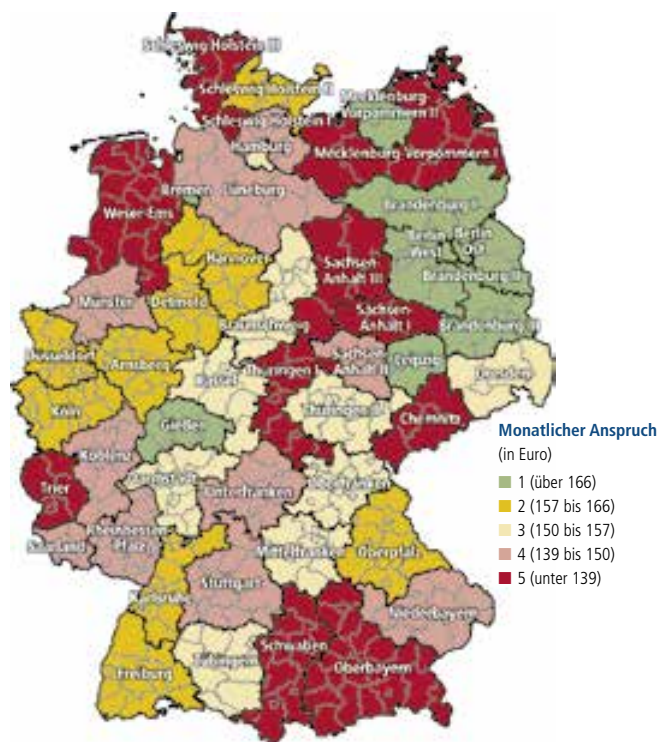 Schleswig Holstein III
Schleswig Holstein II
Mecklenburg-
Vorpommern II
Schleswig Holstein I
Hamburg
Mecklenburg-Vorpommern I
Bremen
Lüneburg
Brandenburg I
Weser-Ems
Berlin
West
Berlin
Ost
Hannover
Sachsen-
Anhalt III
Brandenburg II
Münster
Detmold
Sachsen-
Anhalt I
Braunschweig
Brandenburg III
Düsseldorf
Arnsberg
Kassel
Thüringen I
Sachsen-
Anhalt II
Leipzig
Dresden
Köln
Thüringen II
Chemnitz
Gießen
Koblenz
Trier
Darmstadt
Unterfranken
Oberfranken
Rheinhessen-
Pfalz
Saarland
Mittelfranken
Oberpfalz
Karlsruhe
Stuttgart
Niederbayern
Schwaben
Freiburg
Tübingen
Oberbayern
Monatlicher Anspruch
(in Euro)
1 (über 166)
2 (157 bis 166)
3 (150 bis 157)
4 (139 bis 150)
5 (unter 139)